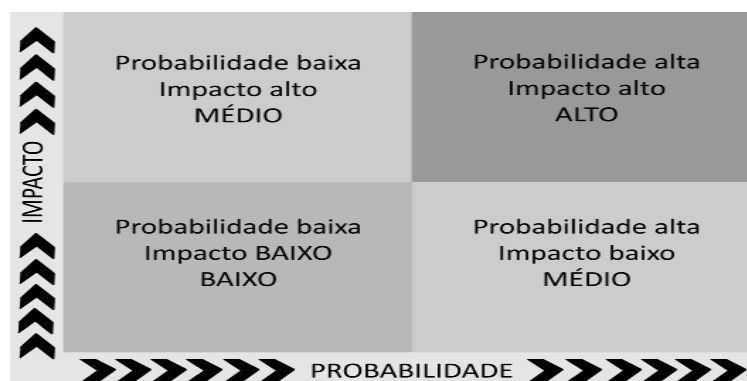 Probabilidade baixa
Impacto alto
MÉDIO
Probabilidade alta
Impacto alto
ALTO
IMPACTO
Probabilidade baixa
Impacto BAIXO
BAIXO
Probabilidade alta
Impacto baixo
MÉDIO
PROBABILIDADE